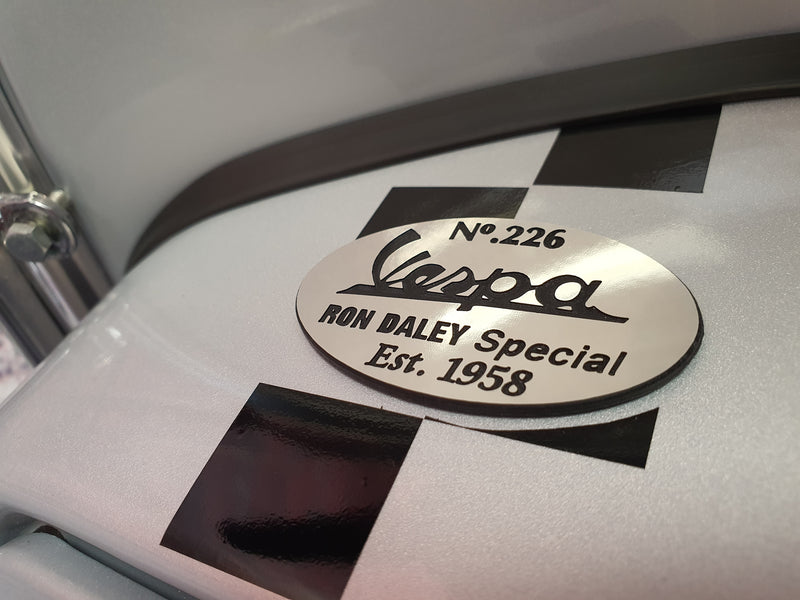 Nº.226
Vespa
RON DALEY Special
Est. 1958